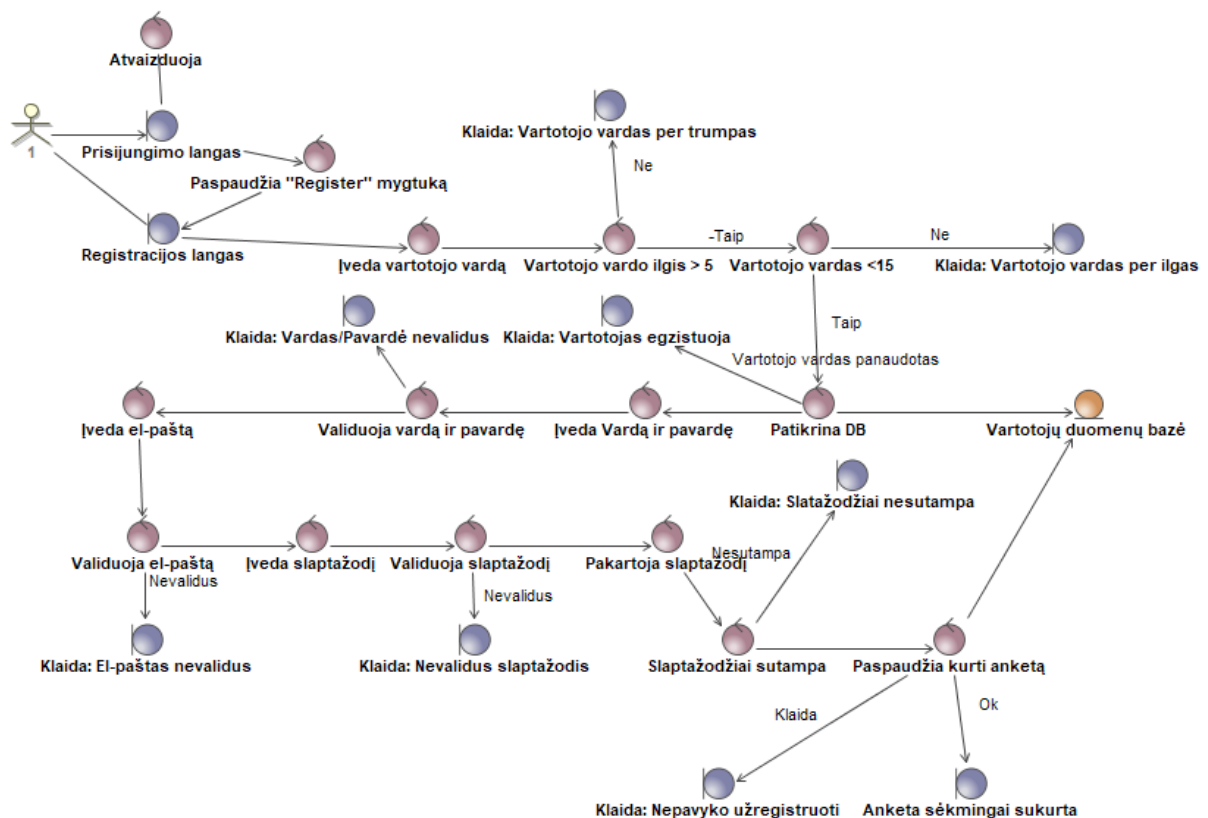 Atvaizduoja
1
Prisijungimo langas
Klaida: Vartotojo vardas per trumpas
Paspaudžia "Register" mygtuką
Ne
Registracijos langas
Įveda vartotojo vardą
Vartotojo vardo ilgis > 5
-Taip
Vartotojo vardas <15
Ne
Klaida: Vartotojo vardas per ilgas
Klaida: Vardas/Pavardė nevalidus
Klaida: Vartotojas egzistuoja
Taip
Vartotojo vardas panaudotas
Įveda el-paštą
Validuoja vardą ir pavardę
Įveda Vardą ir pavardę
Patikrina DB
Vartotojų duomenų bazė
Klaida: Slatažodžiai nesutampa
Validuoja el-paštą
Įveda slaptažodį
Validuoja slaptažodį
Pakartoja slaptažodį
Nesutampa
Nevalidus
Nevalidus
Klaida: El-paštas nevalidus
Klaida: Nevalidus slaptažodis
Slaptažodžiai sutampa
Paspaudžia kurti anketą
Klaida
Ok
Klaida: Nepavyko užregistruoti
Anketa sėkmingai sukurta